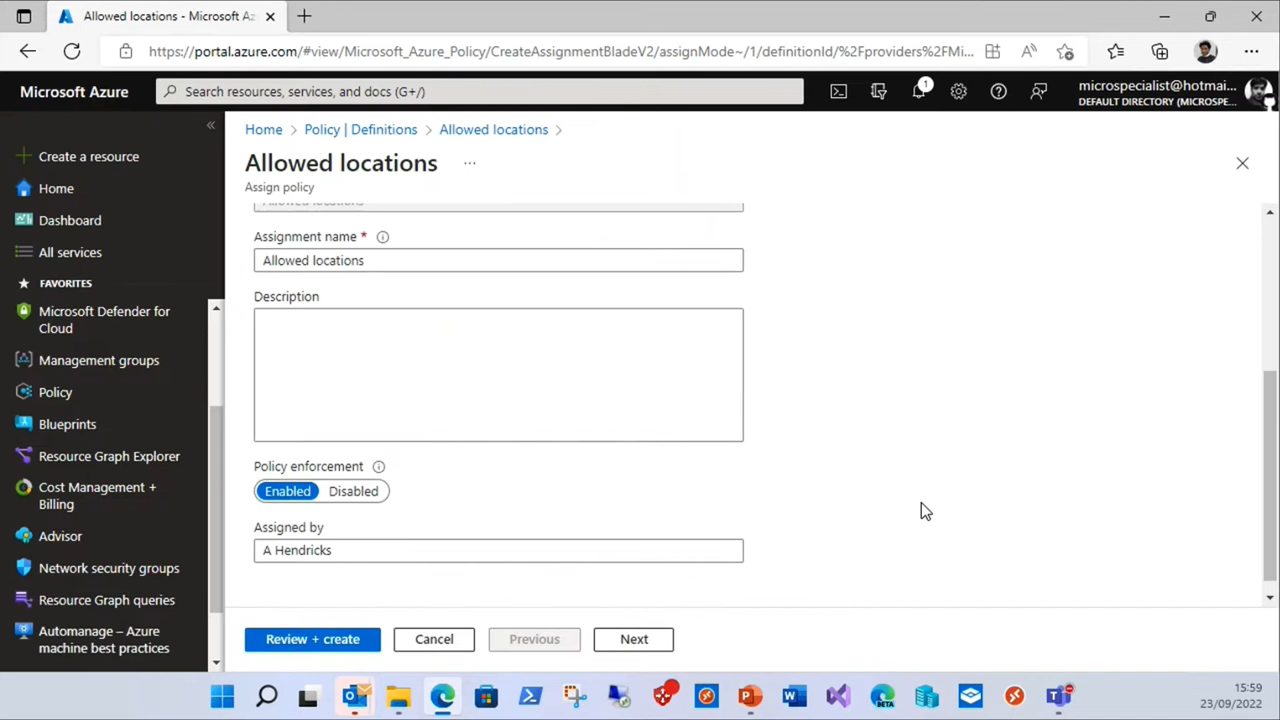 Allowed locations - Microsoft Az
https://portal.azure.com/#view/Microsoft_Azure_Policy/CreateAssignmentBladeV2/assignMode~/1/definitionId/%2Fproviders%2FMi...
Microsoft Azure
Search resources, services, and docs (G+/)
1
microspecialist@hotmai...
DEFAULT DIRECTORY (MICROSPE...
«
Create a resource
Home
Dashboard
All services
FAVORITES
Microsoft Defender for
Cloud
Management groups
Policy
Blueprints
Resource Graph Explorer
Cost Management +
Billing
Advisor
Network security groups
Resource Graph queries
Automanage – Azure
machine best practices
Home > Policy | Definitions > Allowed locations >
Allowed locations ...
Assign policy
Allowed locations
Assignment name *
Allowed locations
Description
Policy enforcement
Enabled Disabled
Assigned by
A Hendricks
Review + create Cancel Previous Next
BETA
15:59
23/09/2022